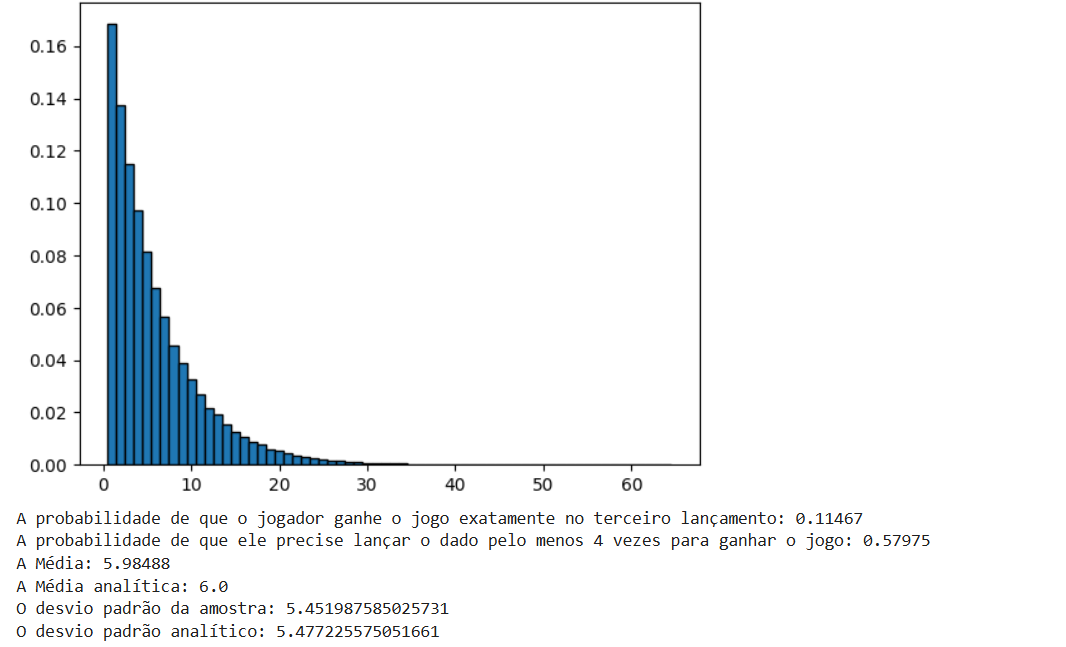 0.16
0.14
0.12
0.10
0.08
0.06
0.04
0.02
0.00
0 10 20 30 40 50 60
A probabilidade de que o jogador ganhe o jogo exatamente no terceiro lançamento: 0.11467
A probabilidade de que ele precise lançar o dado pelo menos 4 vezes para ganhar o jogo: 0.57975
A Média: 5.98488
A Média analítica: 6.0
O desvio padrão da amostra: 5.451987585025731
O desvio padrão analítico: 5.477225575051661